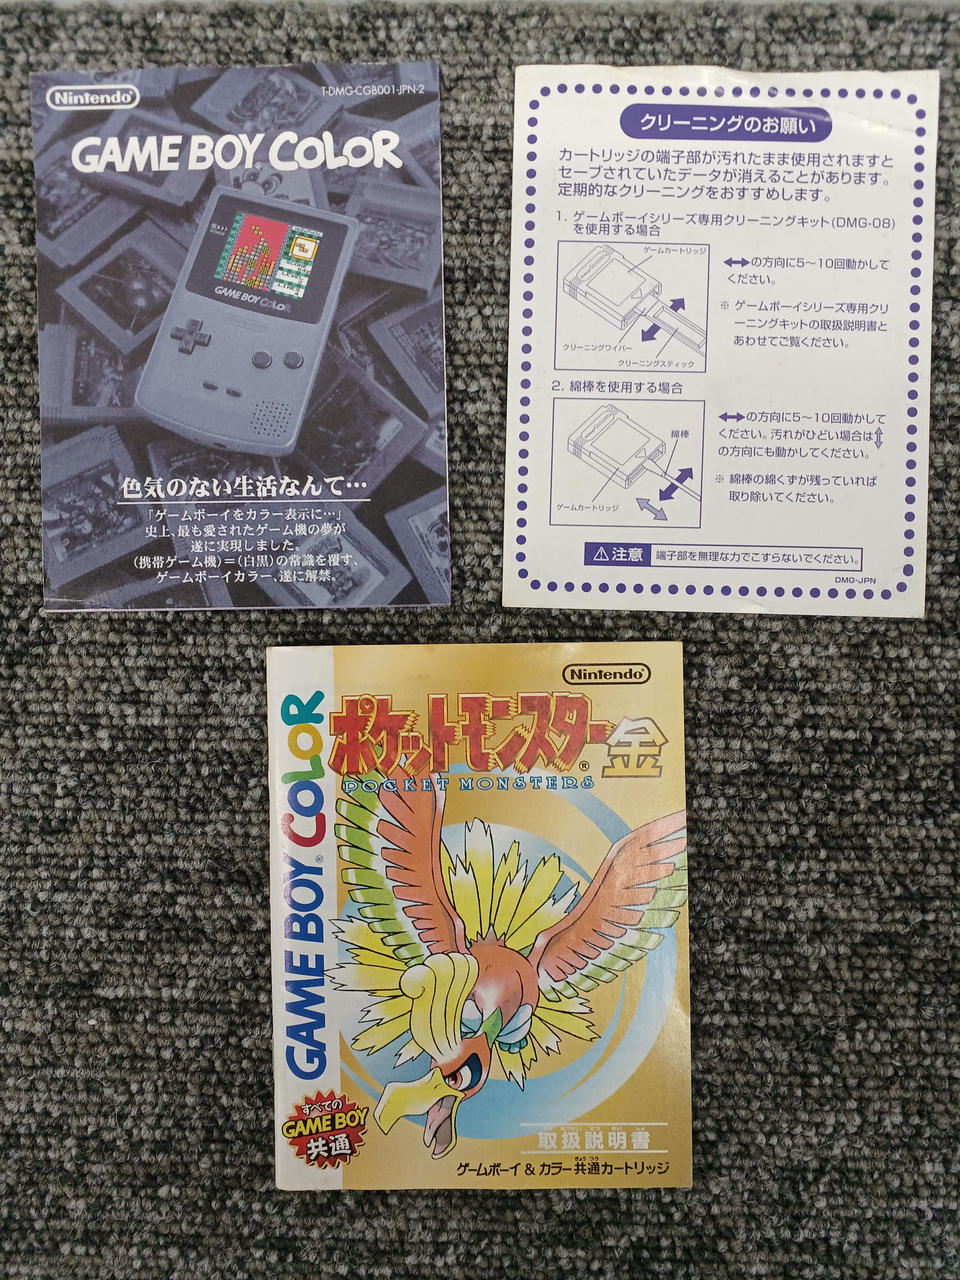 Nintendo
T-DMG-CGB001-JPN-2
GAME BOY COLOR
GAME BOY COLOR
色気のない生活なんて…
「ゲームボーイをカラー表示に…」
史上、最も愛されたゲーム機の夢が
遂に実現しました。
(携帯ゲーム機)=(白黒)の常識を覆す、
ゲームボーイカラー、遂に解禁。
クリーニングのお願い
カートリッジの端子部が汚れたまま使用されますと
セーブされていたデータが消えることがあります。
定期的なクリーニングをおすすめします。
1. ゲームボーイシリーズ専用クリーニングキット(DMG-08)
を使用する場合
ゲームカートリッジ
クリーニングワイパー
クリーニングスティック
⟷の方向に5〜10回動かして
ください。
※ ゲームボーイシリーズ専用クリ
ーニングキットの取扱説明書と
あわせてご覧ください。
2. 綿棒を使用する場合
綿棒
ゲームカートリッジ
⟷の方向に5〜10回動かして
ください。汚れがひどい場合は⇕
の方向にも動かしてください。
※ 綿棒の綿くずが残っていれば
取り除いてください。
⚠注意 端子部を無理な力でこすらないでください。
DMG-JPN
Nintendo
GAME BOY COLOR
ポケットモンスター金
POCKET MONSTERS
すべての
GAME BOY
共通
とりあつかいせつめいしょ
取扱説明書
きょうつう
ゲームボーイ & カラー共通カートリッジ